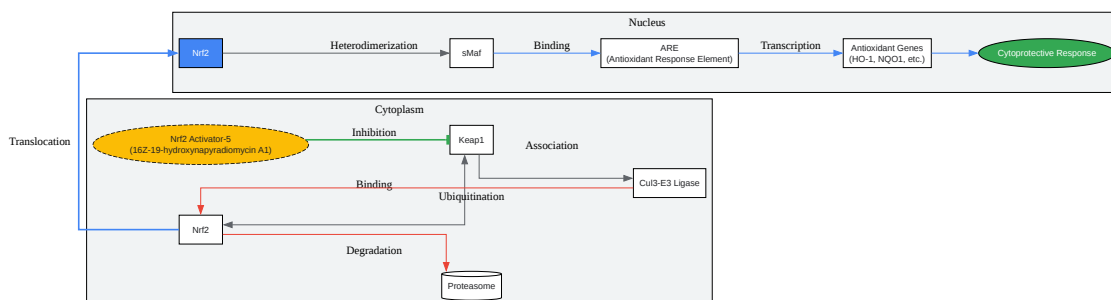 Nucleus
Nrf2
Heterodimerization
sMaf
Binding
ARE
(Antioxidant Response Element)
Transcription
Antioxidant Genes
(HO-1, NQO1, etc.)
Cytoprotective Response
Translocation
Cytoplasm
Nrf2 Activator-5
(16Z-19-hydroxynapyradiomycin A1)
Inhibition
Keap1
Association
Cul3-E3 Ligase
Binding
Ubiquitination
Nrf2
Degradation
Proteasome